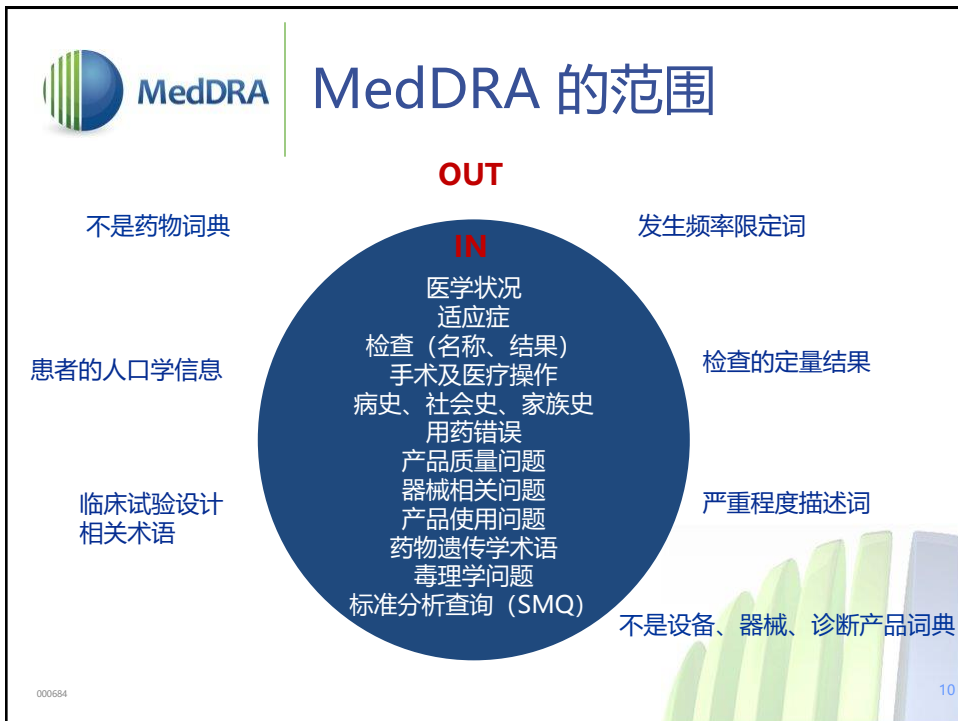 MedDRA
MedDRA 的范围
OUT
不是药物词典
发生频率限定词
IN
医学状况
适应症
检查（名称、结果）
手术及医疗操作
病史、社会史、家族史
用药错误
产品质量问题
器械相关问题
产品使用问题
药物遗传学术语
毒理学问题
标准分析查询（SMQ）
患者的人口学信息
检查的定量结果
临床试验设计
相关术语
严重程度描述词
不是设备、器械、诊断产品词典
000684
10